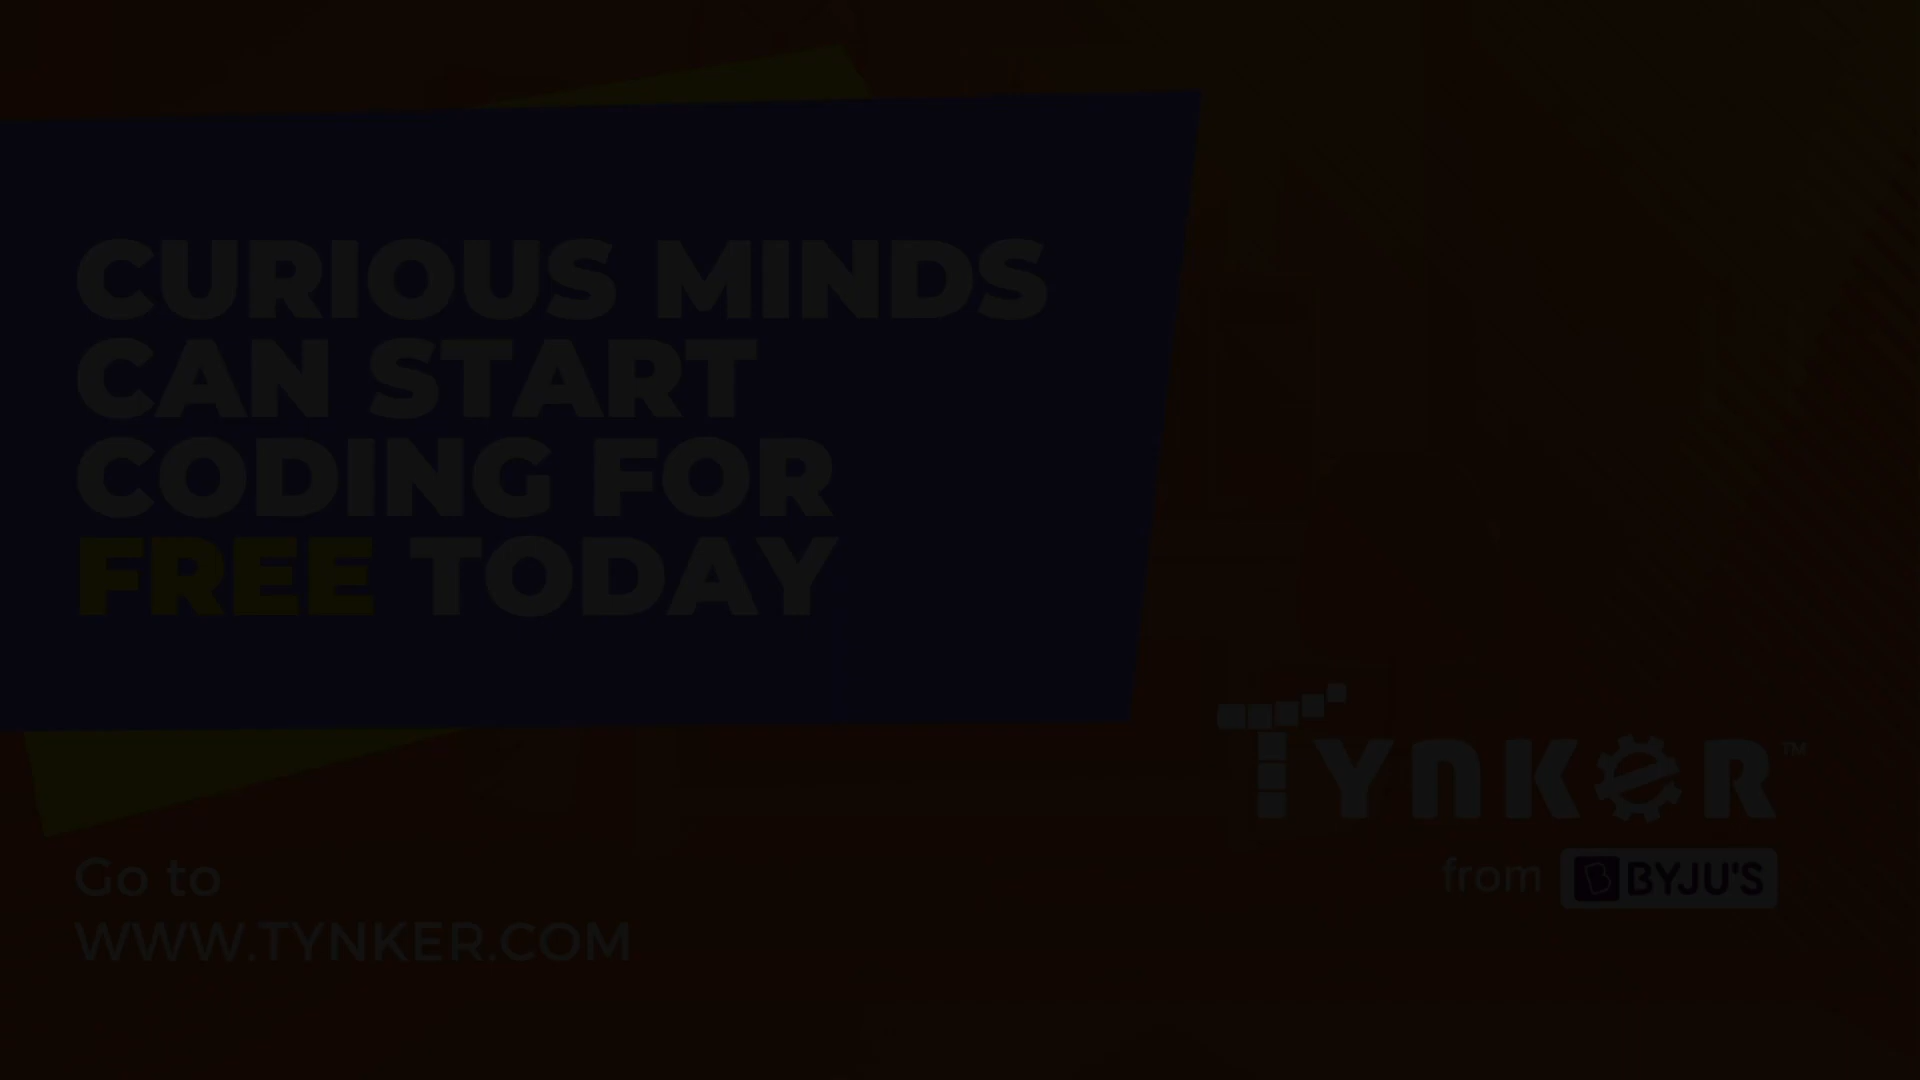 CURIOUS MINDS
CAN START
CODING FOR
FREE TODAY
TYNKER™
from BYJU'S
Go to
WWW.TYNKER.COM